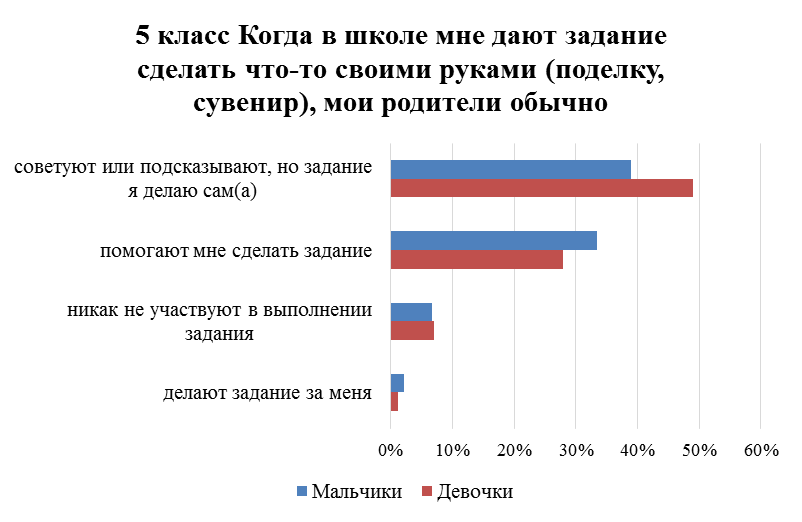 5 класс Когда в школе мне дают задание
сделать что-то своими руками (поделку,
сувенир), мои родители обычно
советуют или подсказывают, но задание
я делаю сам(а)
помогают мне сделать задание
никак не участвуют в выполнении
задания
делают задание за меня
0% 10% 20% 30% 40% 50% 60%
Мальчики Девочки